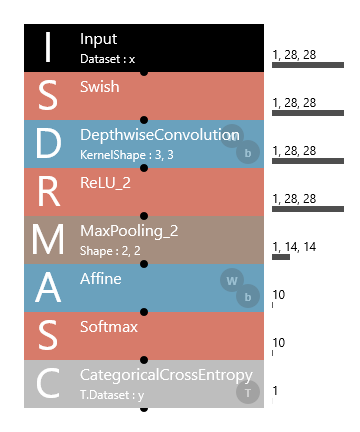 I
Input
Dataset : x
1, 28, 28
S
Swish
1, 28, 28
D
DepthwiseConvolution
KernelShape : 3, 3
W
b
1, 28, 28
R
ReLU_2
1, 28, 28
M
MaxPooling_2
Shape : 2, 2
1, 14, 14
A
Affine
W
b
10
S
Softmax
10
C
CategoricalCrossEntropy
T.Dataset : y
T
1